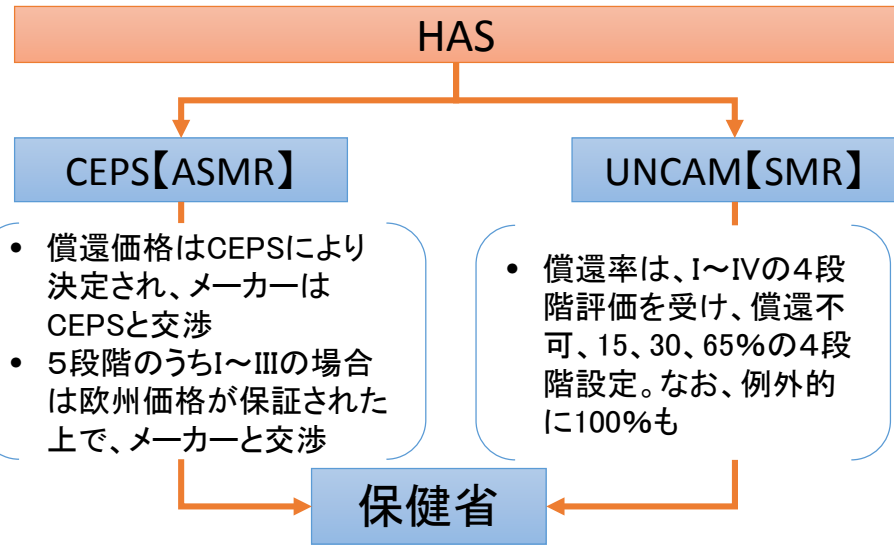 HAS
CEPS【ASMR】
• 償還価格はCEPSにより
決定され、メーカーは
CEPSと交渉
• 5段階のうちI～IIIの場合
は欧州価格が保証された
上で、メーカーと交渉
UNCAM【SMR】
• 償還率は、I～IVの4段
階評価を受け、償還不
可、15、30、65%の4段
階設定。なお、例外的
に100%も
保健省